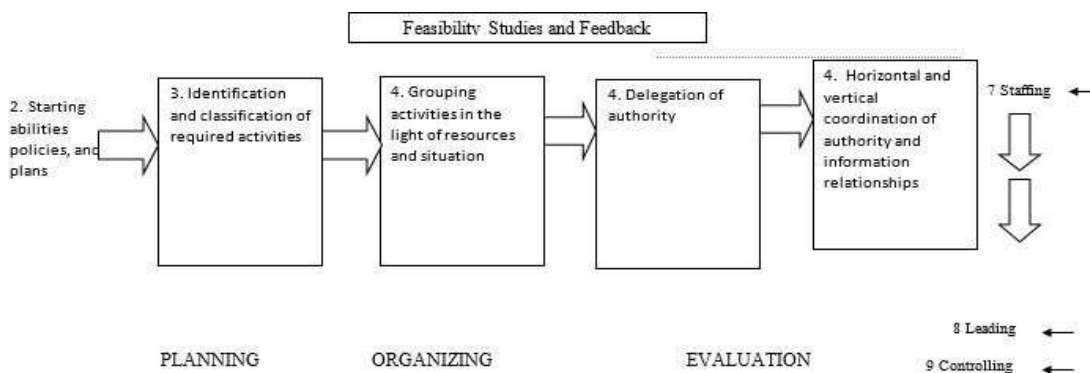 Feasibility Studies and Feedback
2. Starting
abilities
policies, and
plans
3. Identification
and classification of
required activities
4. Grouping
activities in the
light of resources
and situation
4. Delegation of
authority
4. Horizontal and
vertical
coordination of
authority and
information
relationships
7 Staffing
8 Leading
PLANNING
ORGANIZING
EVALUATION
9 Controlling